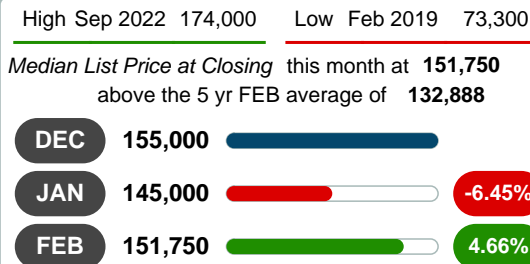 High Sep 2022 174,000 Low Feb 2019 73,300
Median List Price at Closing this month at 151,750
above the 5 yr FEB average of 132,888
DEC 155,000
JAN 145,000 -6.45%
FEB 151,750 4.66%